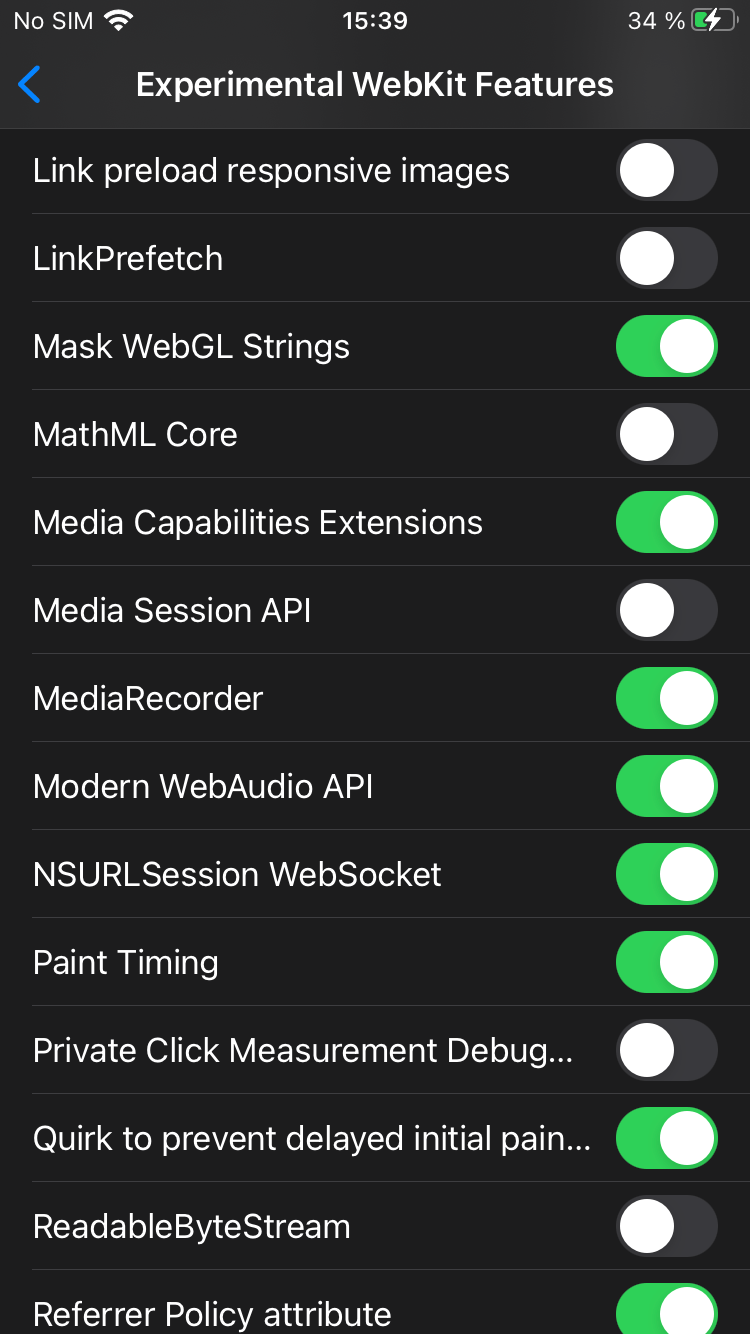 No SIM 15:39 34 %
Experimental WebKit Features
Link preload responsive images
LinkPrefetch
Mask WebGL Strings
MathML Core
Media Capabilities Extensions
Media Session API
MediaRecorder
Modern WebAudio API
NSURLSession WebSocket
Paint Timing
Private Click Measurement Debug...
Quirk to prevent delayed initial pain...
ReadableByteStream
Referrer Policy attribute